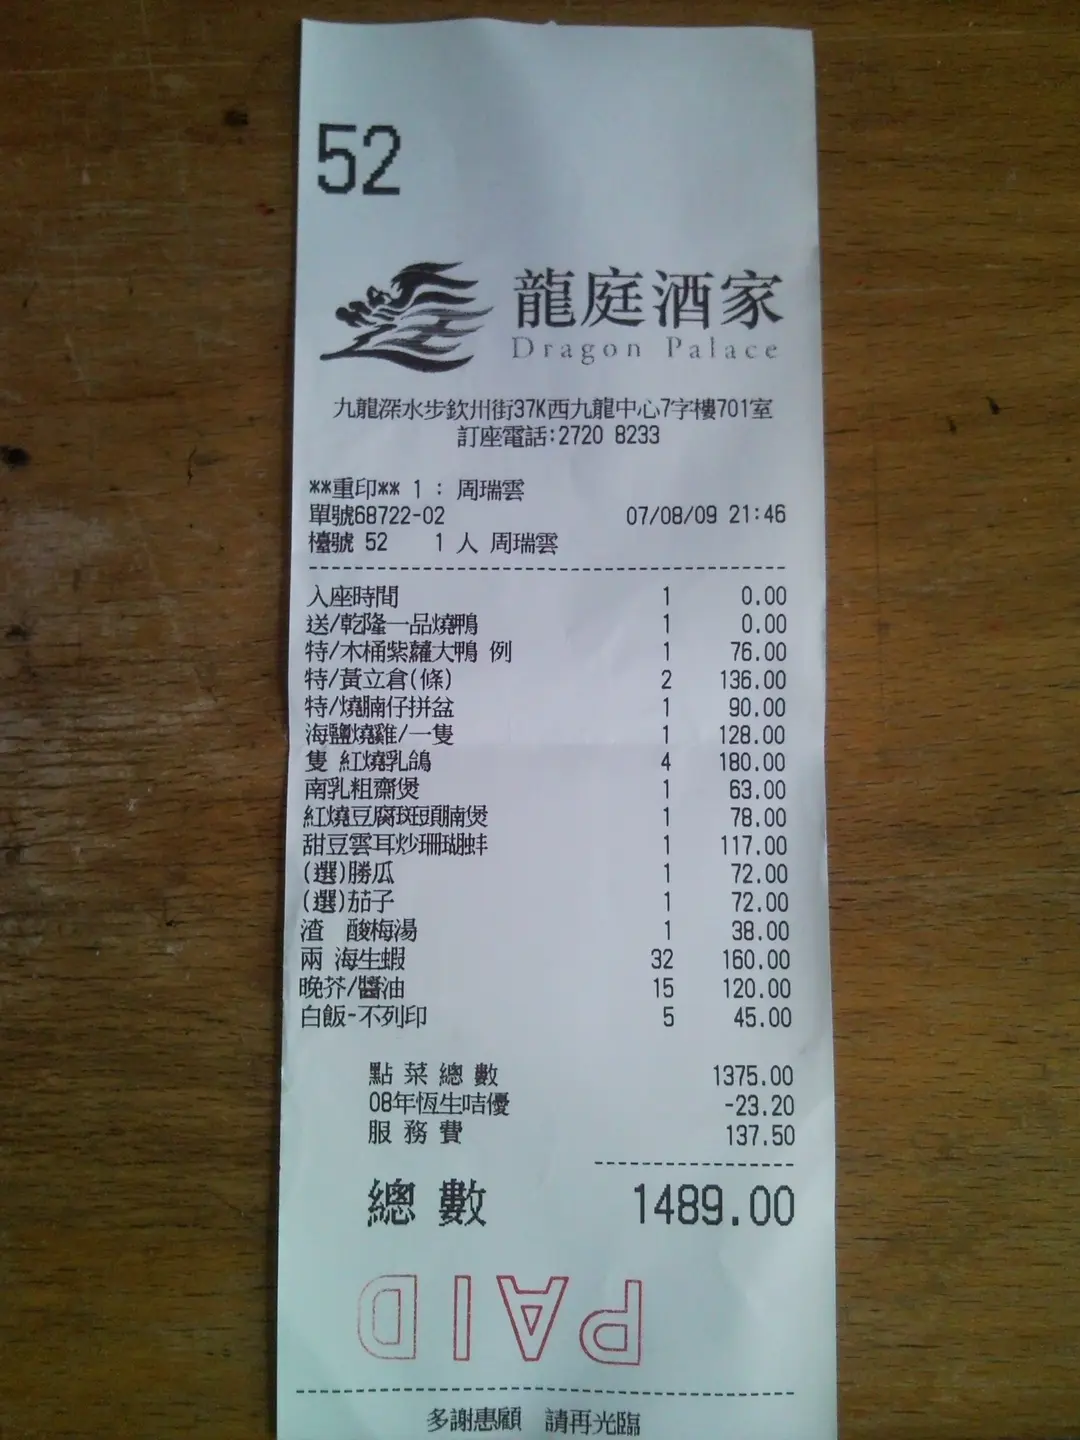 52
龍庭酒家
Dragon Palace
九龍深水步欽州街37K西九龍中心7字樓701室
訂座電話:2720 8233
**重印** 1 : 周瑞雲
單號68722-02 07/08/09 21:46
檯號 52 1 人 周瑞雲
入座時間 1 0.00
送/乾隆一品燒鴨 1 0.00
特/木桶紫蘿大鴨 例 1 76.00
特/黃立倉(條) 2 136.00
特/燒腩仔拼盆 1 90.00
海鹽燒雞/一隻 1 128.00
隻 紅燒乳鴿 4 180.00
南乳粗齋煲 1 63.00
紅燒豆腐斑頭腩煲 1 78.00
甜豆雲耳炒珊瑚蚌 1 117.00
(選)勝瓜 1 72.00
(選)茄子 1 72.00
渣 酸梅湯 1 38.00
兩 海生蝦 32 160.00
晚芥/醬油 15 120.00
白飯-不列印 5 45.00
點菜總數 1375.00
08年恆生咭優 -23.20
服務費 137.50
總數 1489.00
PAID
多謝惠顧 請再光臨